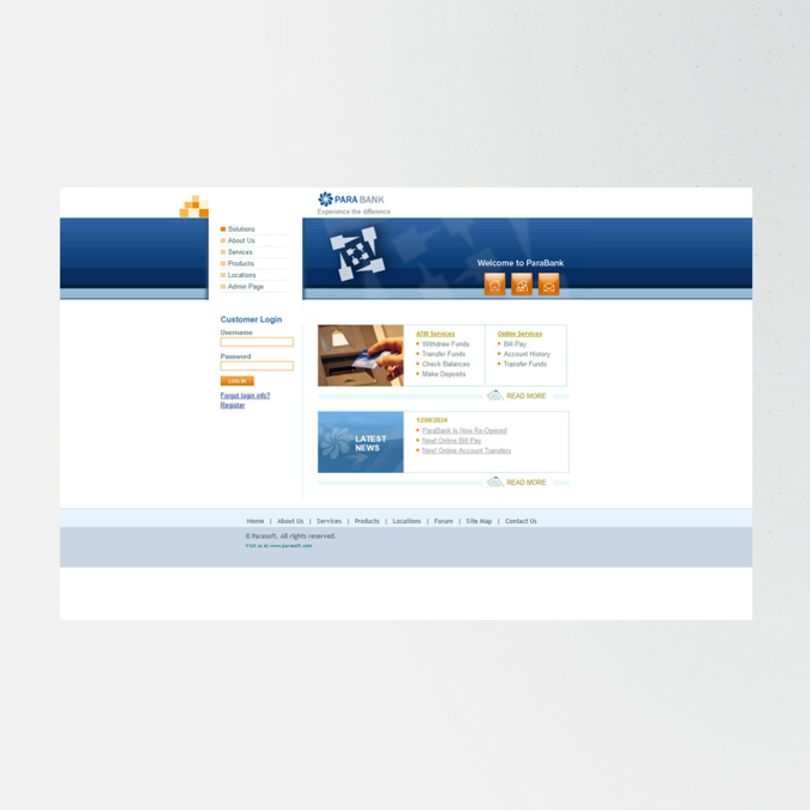 PARA BANK
Experience the difference
Solutions
About Us
Services
Products
Locations
Admin Page
Welcome to ParaBank
Customer Login
Username
Password
LOG IN
Forgot login info?
Register
ATM Services
Withdraw Funds
Transfer Funds
Check Balances
Make Deposits
Online Services
Bill Pay
Account History
Transfer Funds
READ MORE
LATEST
NEWS
12/06/2024
ParaBank Is Now Re-Opened
New! Online Bill Pay
New! Online Account Transfers
READ MORE
Home | About Us | Services | Products | Locations | Forum | Site Map | Contact Us
© Parasoft. All rights reserved.
Visit us at:www.parasoft.com